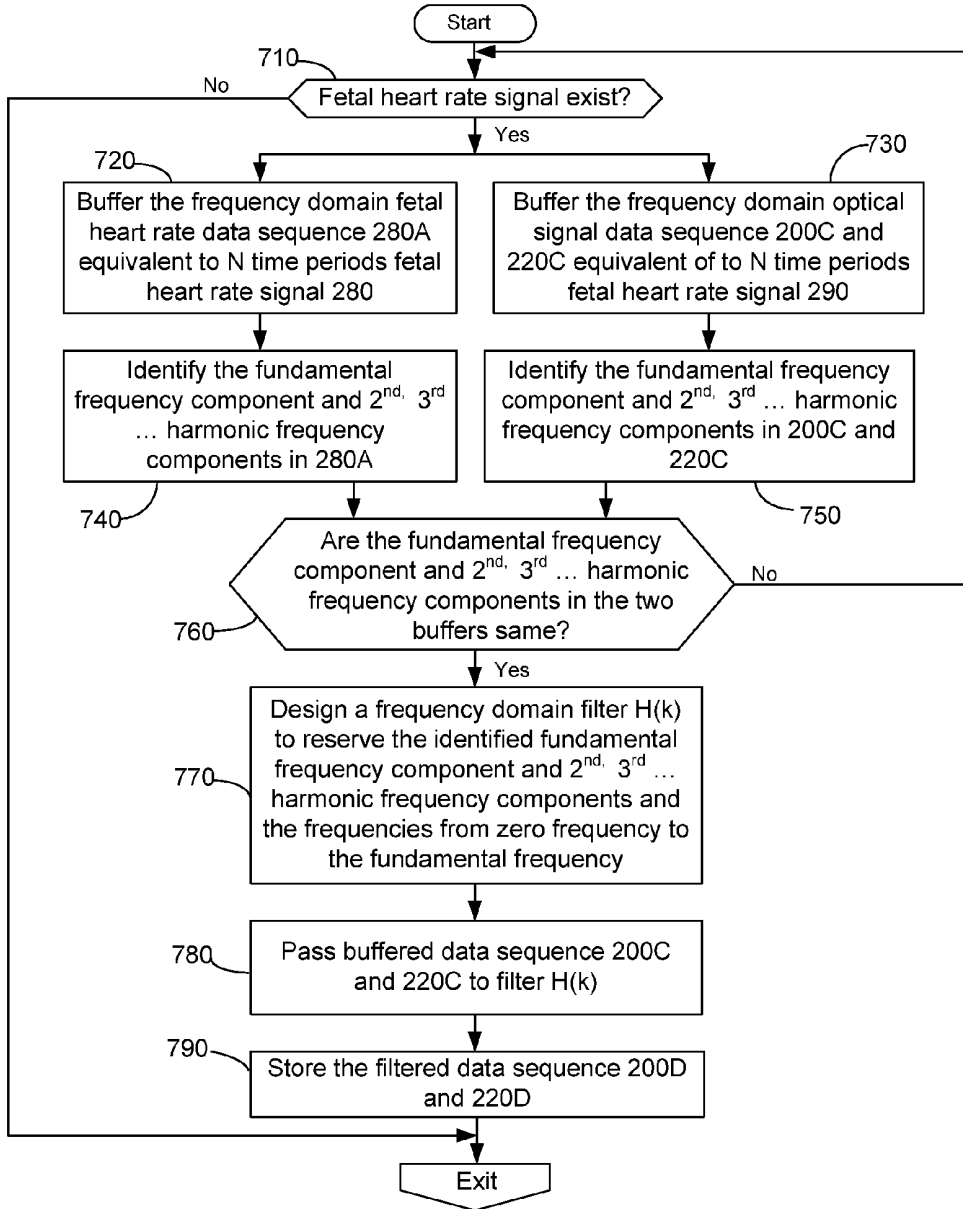 Start
710
No
Fetal heart rate signal exist?
Yes
720
730
Buffer the frequency domain fetal
heart rate data sequence 280A
equivalent to N time periods fetal
heart rate signal 280
Buffer the frequency domain optical
signal data sequence 200C and
220C equivalent of to N time periods
fetal heart rate signal 290
Identify the fundamental
frequency component and 2nd, 3rd
... harmonic frequency
components in 280A
Identify the fundamental frequency
component and 2nd, 3rd ... harmonic
frequency components in 200C and
220C
740
750
Are the fundamental frequency
component and 2nd, 3rd ... harmonic
frequency components in the two
buffers same?
No
760
Yes
Design a frequency domain filter H(k)
to reserve the identified fundamental
frequency component and 2nd, 3rd ...
harmonic frequency components and
the frequencies from zero frequency to
the fundamental frequency
770
780
Pass buffered data sequence 200C
and 220C to filter H(k)
790
Store the filtered data sequence 200D
and 220D
Exit